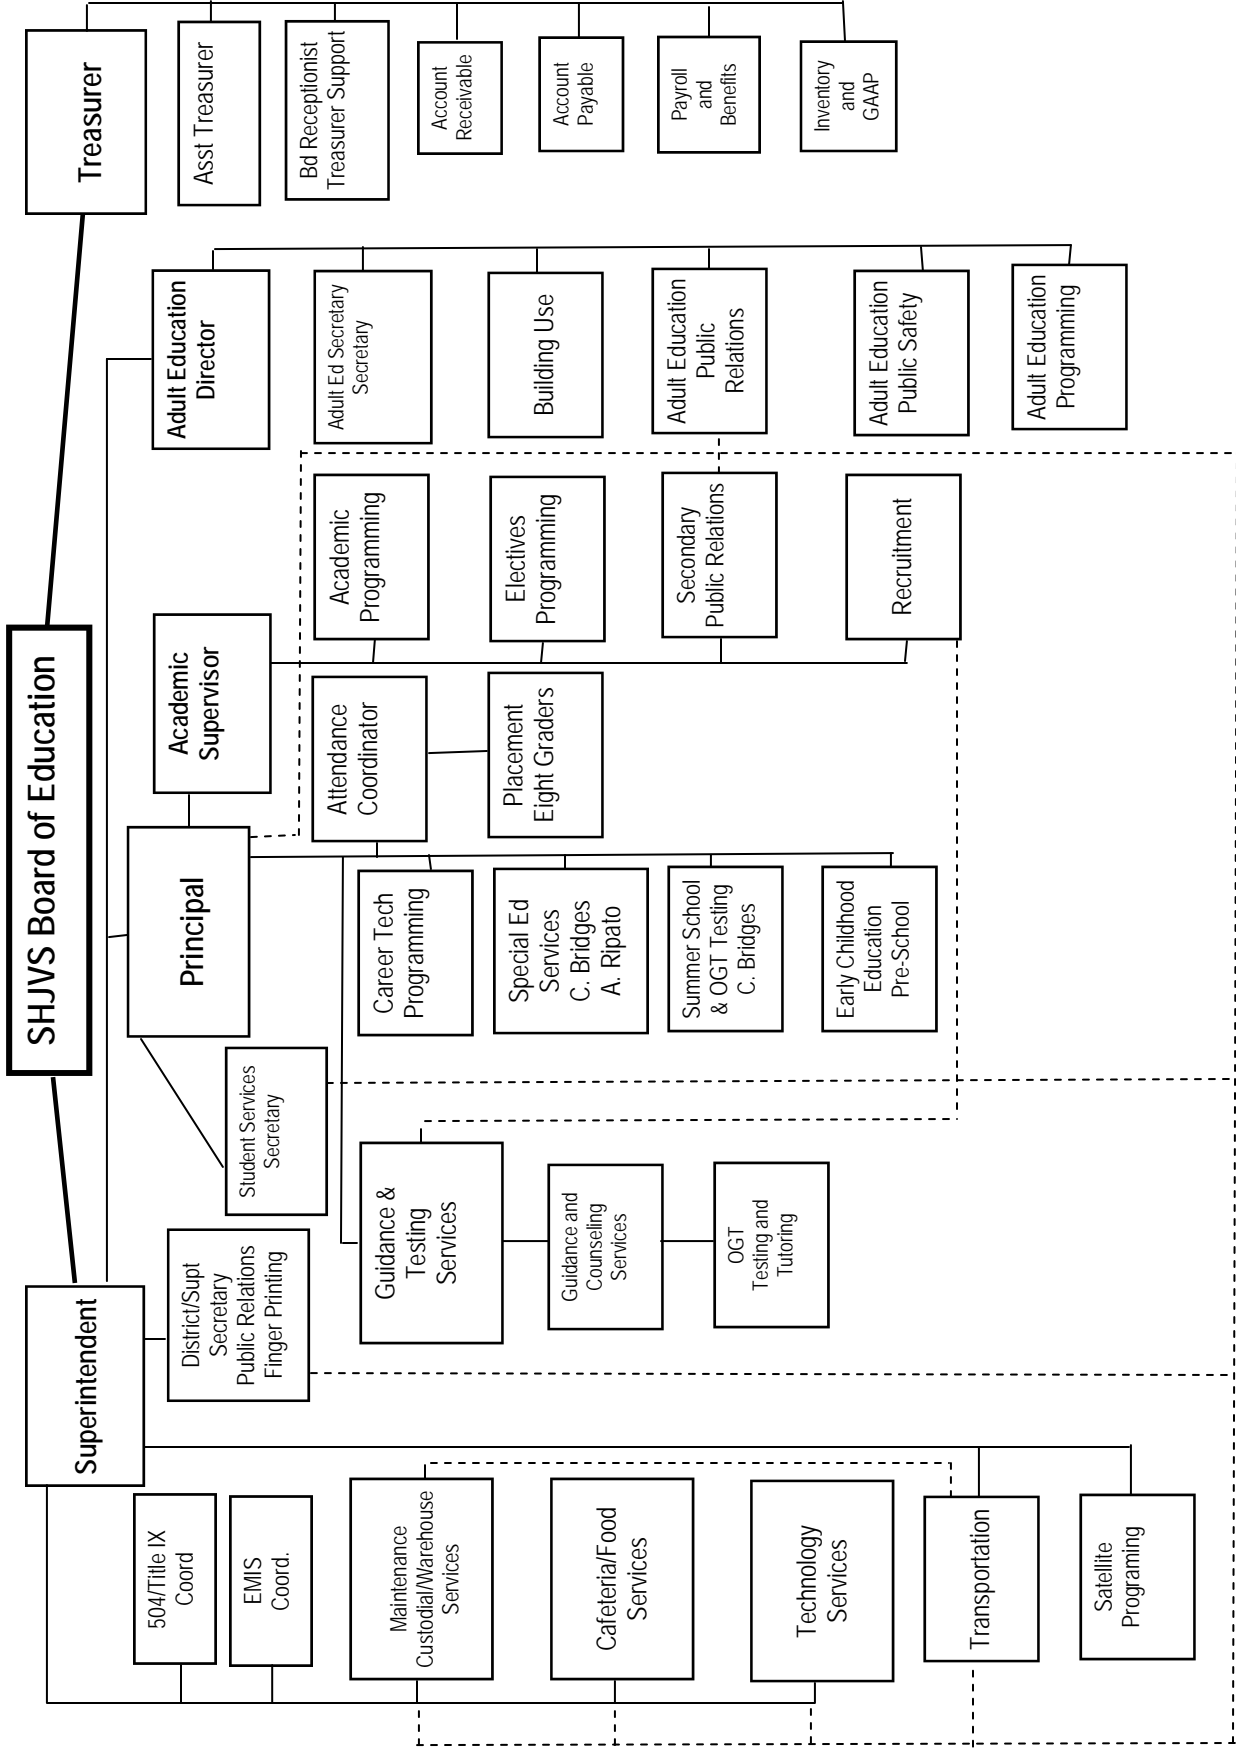 SHJVS Board of Education
Superintendent
Treasurer
Principal
Academic
Supervisor
Adult Education
Director
504/Title IX
Coord
EMIS
Coord.
Maintenance
Custodial/Warehouse
Services
Cafeteria/Food
Services
Technology
Services
Transportation
Satellite
Programing
District/Supt
Secretary
Public Relations
Finger Printing
Student Services
Secretary
Guidance &
Testing
Services
Guidance and
Counseling
Services
OGT
Testing and
Tutoring
Career Tech
Programming
Special Ed
Services
C. Bridges
A. Ripato
Summer School
& OGT Testing
C. Bridges
Early Childhood
Education
Pre-School
Attendance
Coordinator
Placement
Eight Graders
Academic
Programming
Electives
Programming
Secondary
Public Relations
Recruitment
Adult Ed Secretary
Secretary
Building Use
Adult Education
Public
Relations
Adult Education
Public Safety
Adult Education
Programming
Asst Treasurer
Bd Receptionist
Treasurer Support
Account
Receivable
Account
Payable
Payroll
and
Benefits
Inventory
and
GAAP